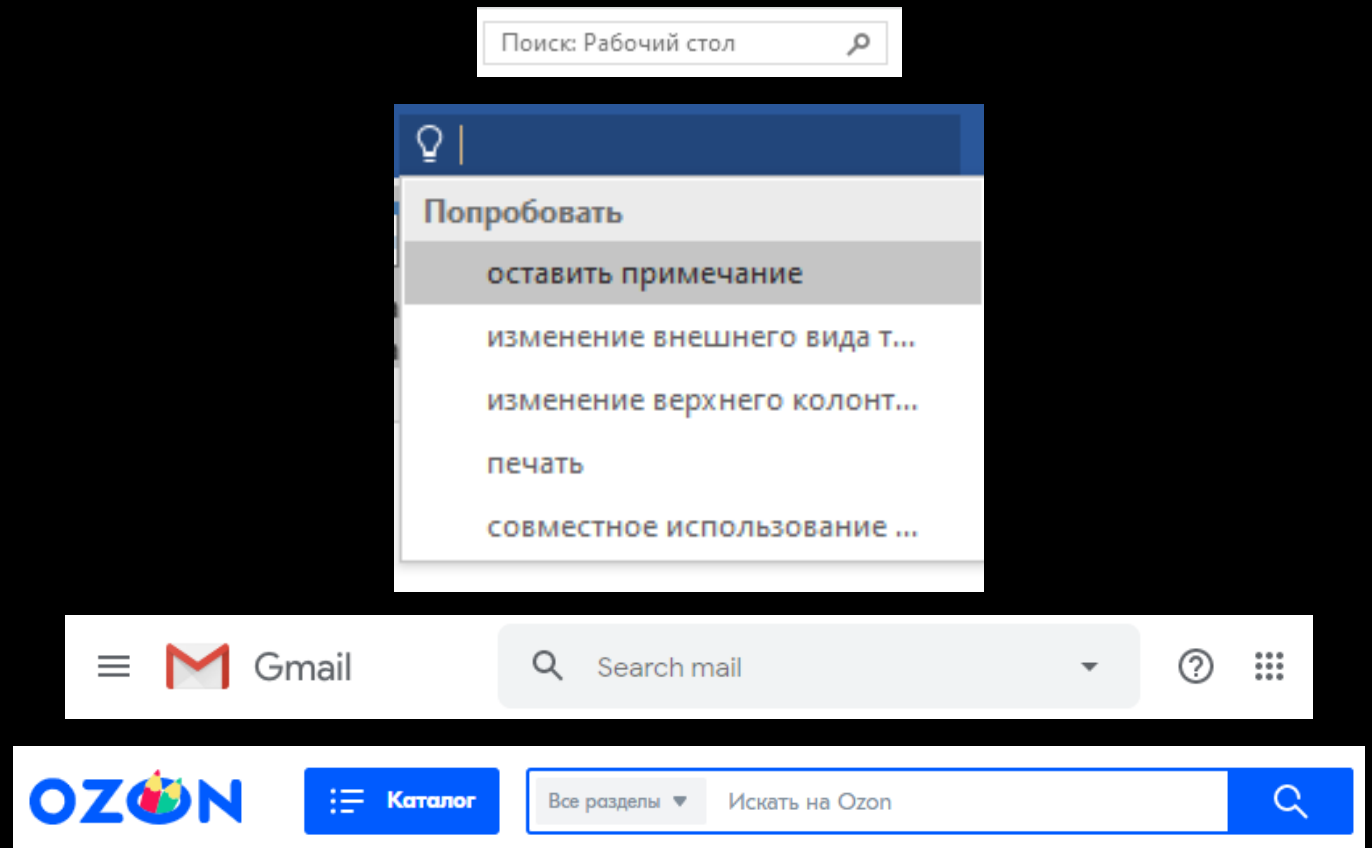 Поиск: Рабочий стол
Попробовать
оставить примечание
изменение внешнего вида т...
изменение верхнего колонт...
печать
совместное использование ...
Gmail Search mail
OZON Каталог Все разделы Искать на Ozon